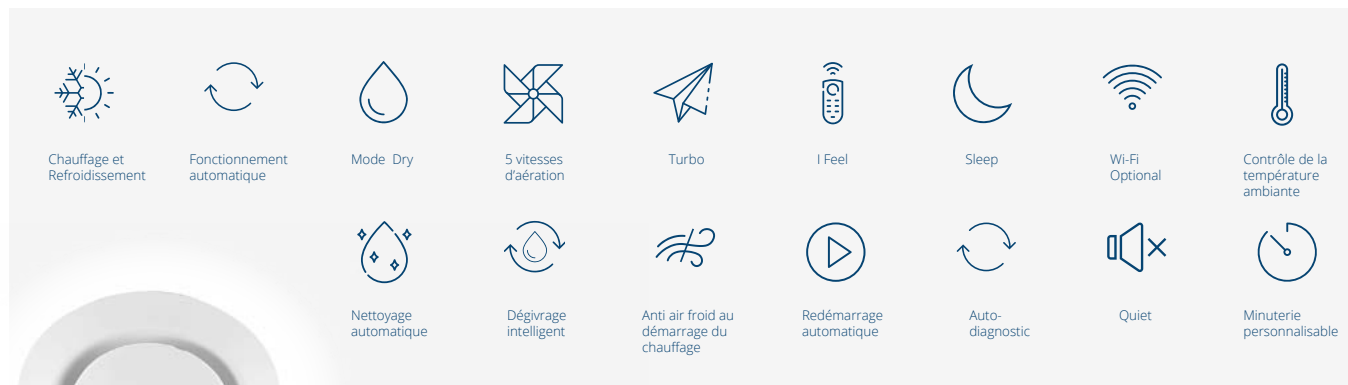 Chauffage et
Refroidissement
Fonctionnement
automatique
Mode Dry
5 vitesses
d'aération
Turbo
I Feel
Sleep
Wi-Fi
Optional
Contrôle de la
température
ambiante
Nettoyage
automatique
Dégivrage
intelligent
Anti air froid au
démarrage du
chauffage
Redémarrage
automatique
Auto-
diagnostic
Quiet
Minuterie
personnalisable